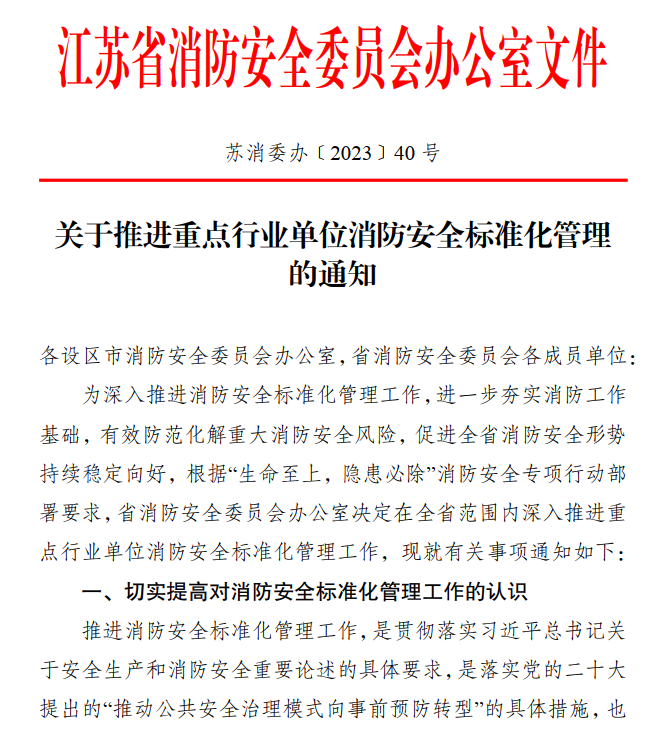 江苏省消防安全委员会办公室文件
苏消委办〔2023〕40 号
关于推进重点行业单位消防安全标准化管理
的通知
各设区市消防安全委员会办公室，省消防安全委员会各成员单位：
为深入推进消防安全标准化管理工作，进一步夯实消防工作
基础，有效防范化解重大消防安全风险，促进全省消防安全形势
持续稳定向好，根据“生命至上，隐患必除”消防安全专项行动部
署要求，省消防安全委员会办公室决定在全省范围内深入推进重
点行业单位消防安全标准化管理工作，现就有关事项通知如下：
一、切实提高对消防安全标准化管理工作的认识
推进消防安全标准化管理工作，是贯彻落实习近平总书记关
于安全生产和消防安全重要论述的具体要求，是落实党的二十大
提出的“推动公共安全治理模式向事前预防转型”的具体措施，也